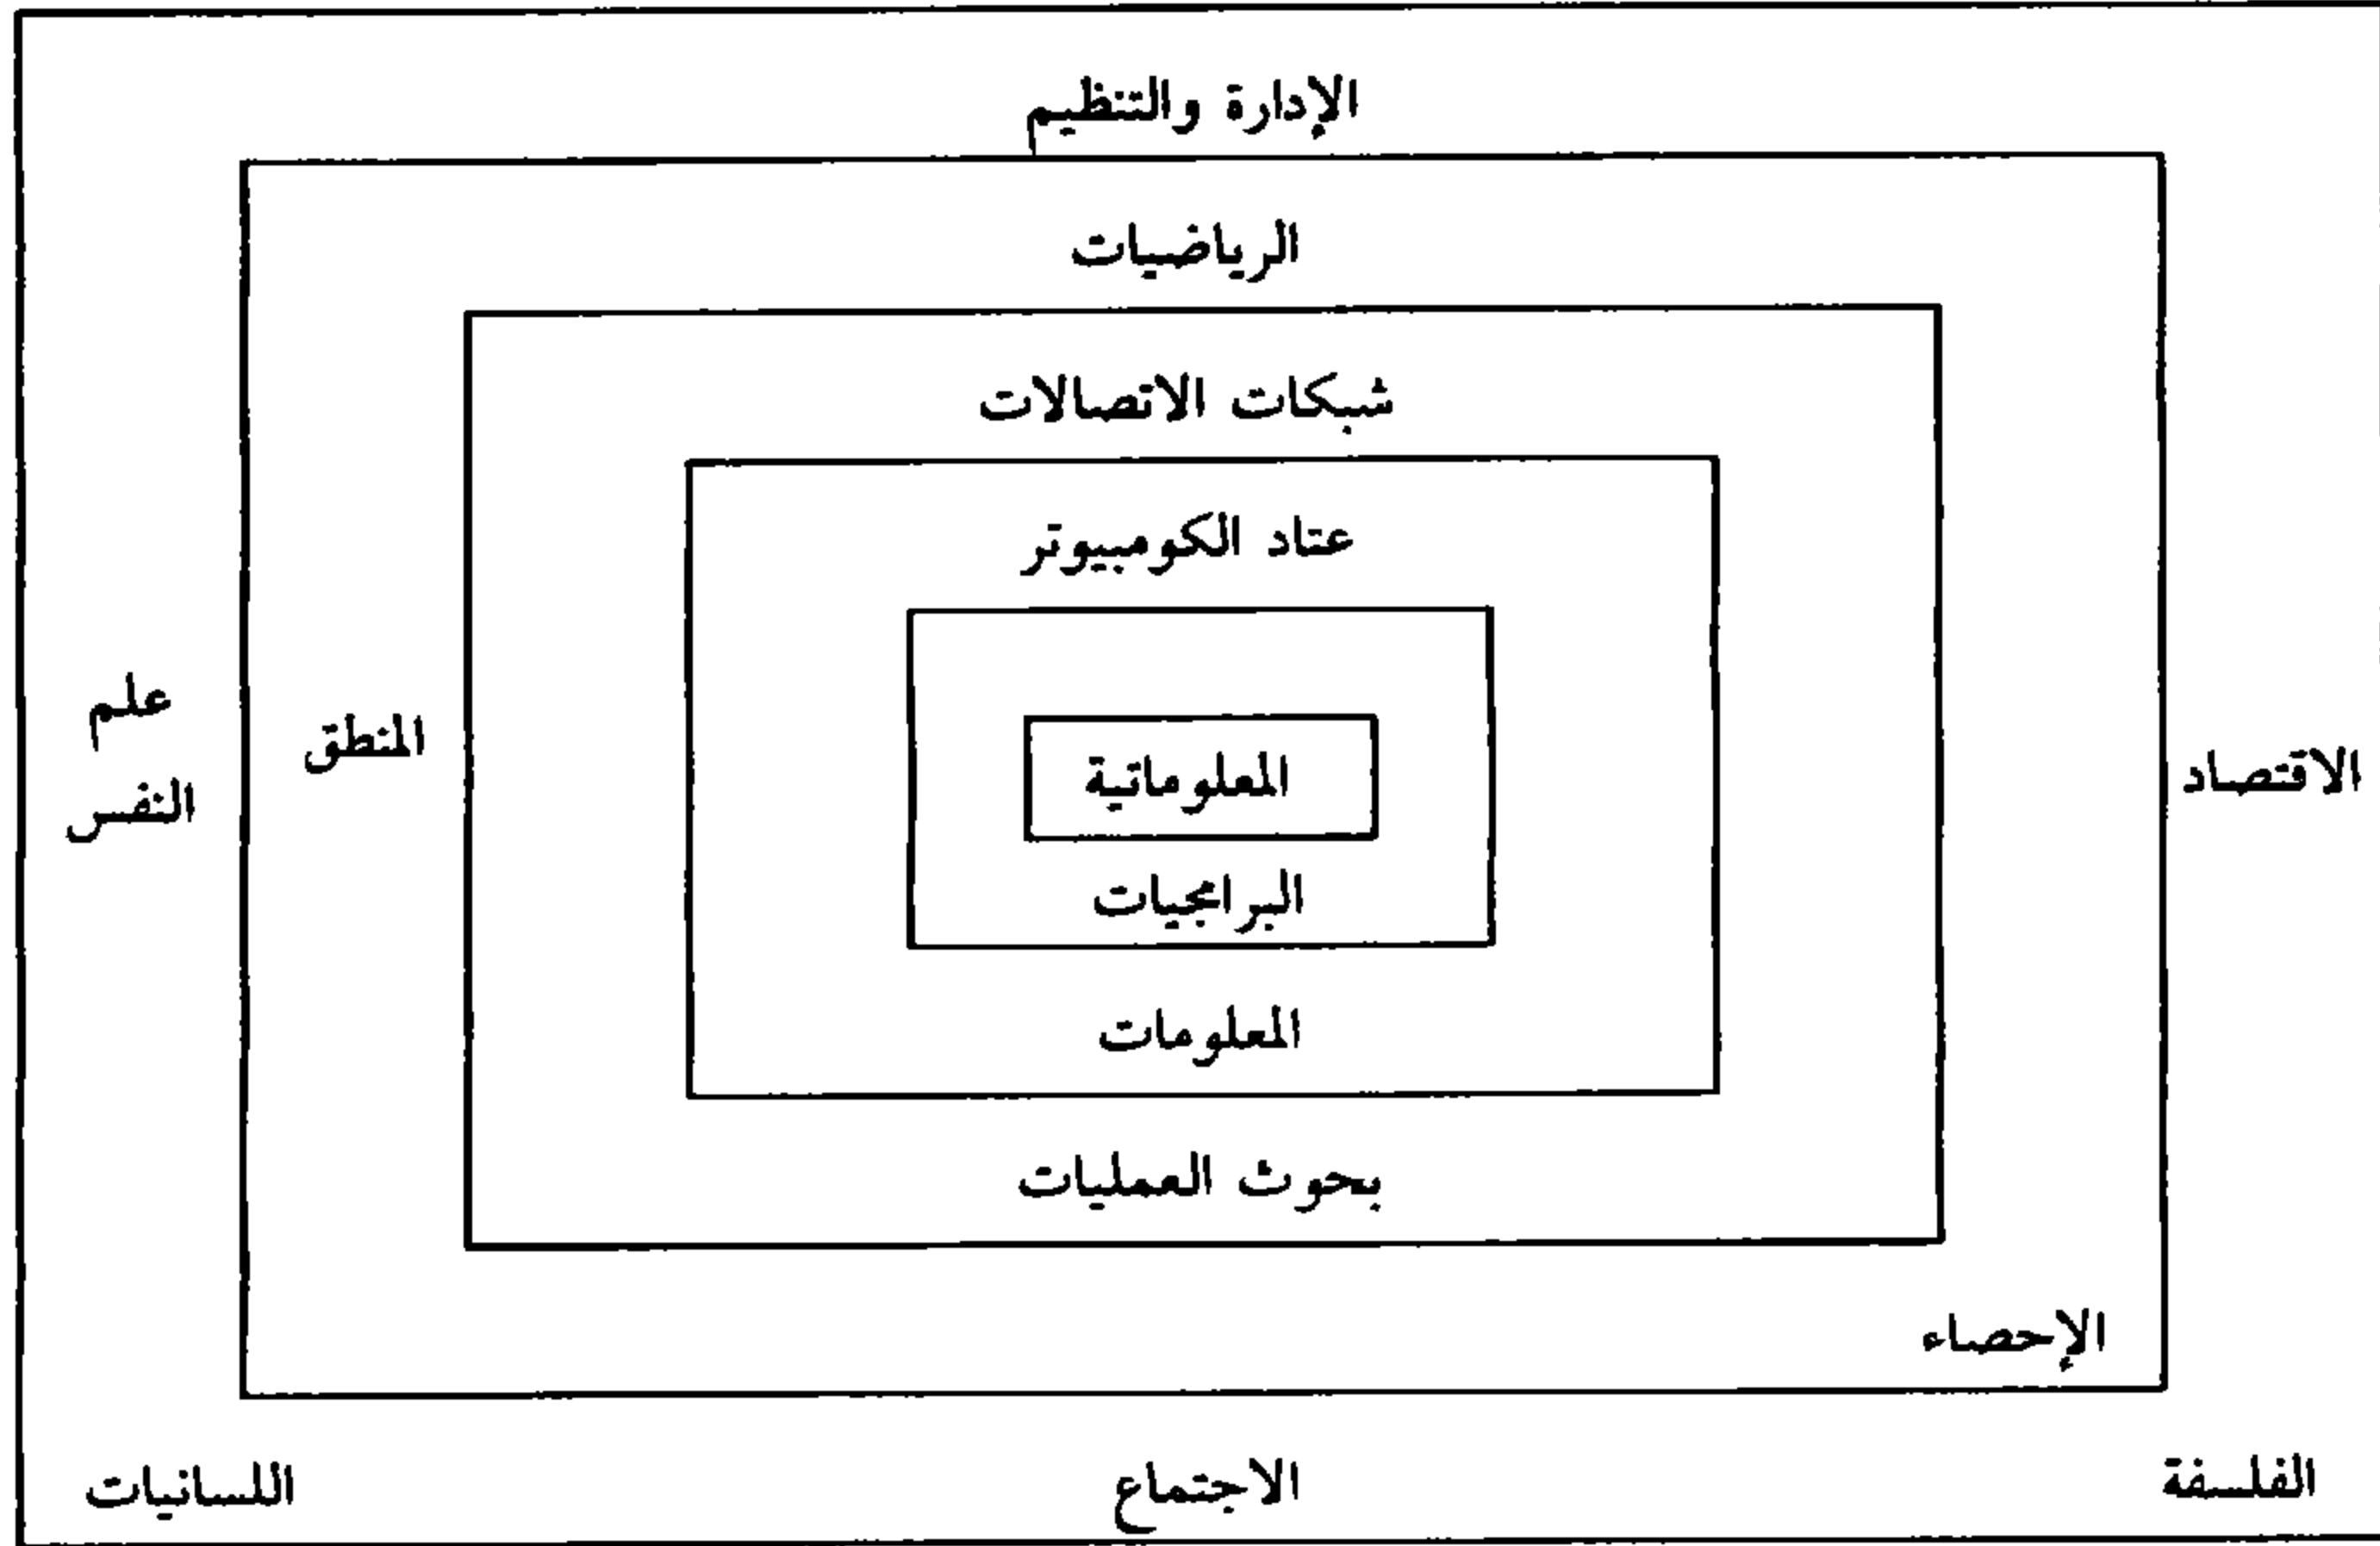 الإدارة والتنظيم
الرياضيات
شبكات الاتصالات
عتاد الكومبيوتر
علم
النفس
المنطق
المعلوماتية
الاقتصاد
البرامجيات
المعلومات
بحوث العمليات
الإحصاء
الفلسفة
الاجتماع
اللسانيات